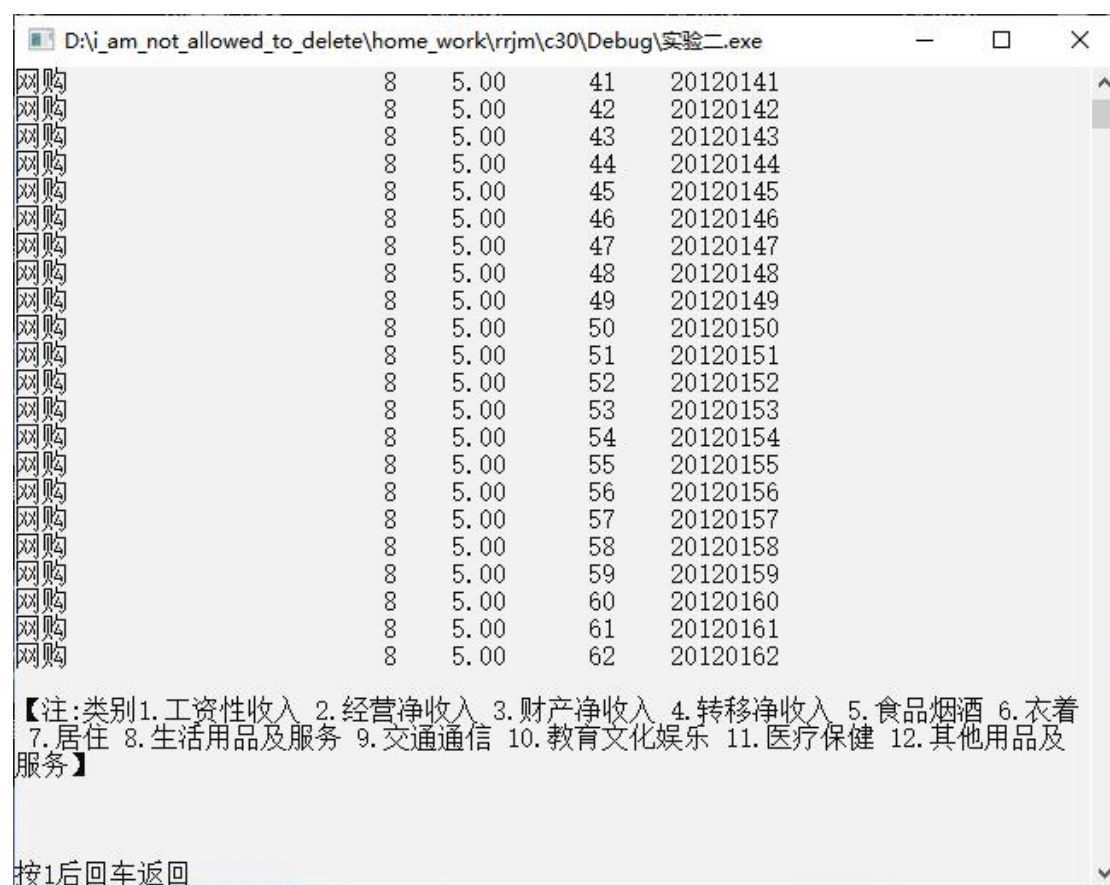 D:\i_am_not_allowed_to_delete\home_work\rrjm\c30\Debug\实验二.exe
网购 8 5.00 41 20120141
网购 8 5.00 42 20120142
网购 8 5.00 43 20120143
网购 8 5.00 44 20120144
网购 8 5.00 45 20120145
网购 8 5.00 46 20120146
网购 8 5.00 47 20120147
网购 8 5.00 48 20120148
网购 8 5.00 49 20120149
网购 8 5.00 50 20120150
网购 8 5.00 51 20120151
网购 8 5.00 52 20120152
网购 8 5.00 53 20120153
网购 8 5.00 54 20120154
网购 8 5.00 55 20120155
网购 8 5.00 56 20120156
网购 8 5.00 57 20120157
网购 8 5.00 58 20120158
网购 8 5.00 59 20120159
网购 8 5.00 60 20120160
网购 8 5.00 61 20120161
网购 8 5.00 62 20120162
【注:类别1.工资性收入 2.经营净收入 3.财产净收入 4.转移净收入 5.食品烟酒 6.衣着
7.居住 8.生活用品及服务 9.交通通信 10.教育文化娱乐 11.医疗保健 12.其他用品及
服务】
按1后回车返回